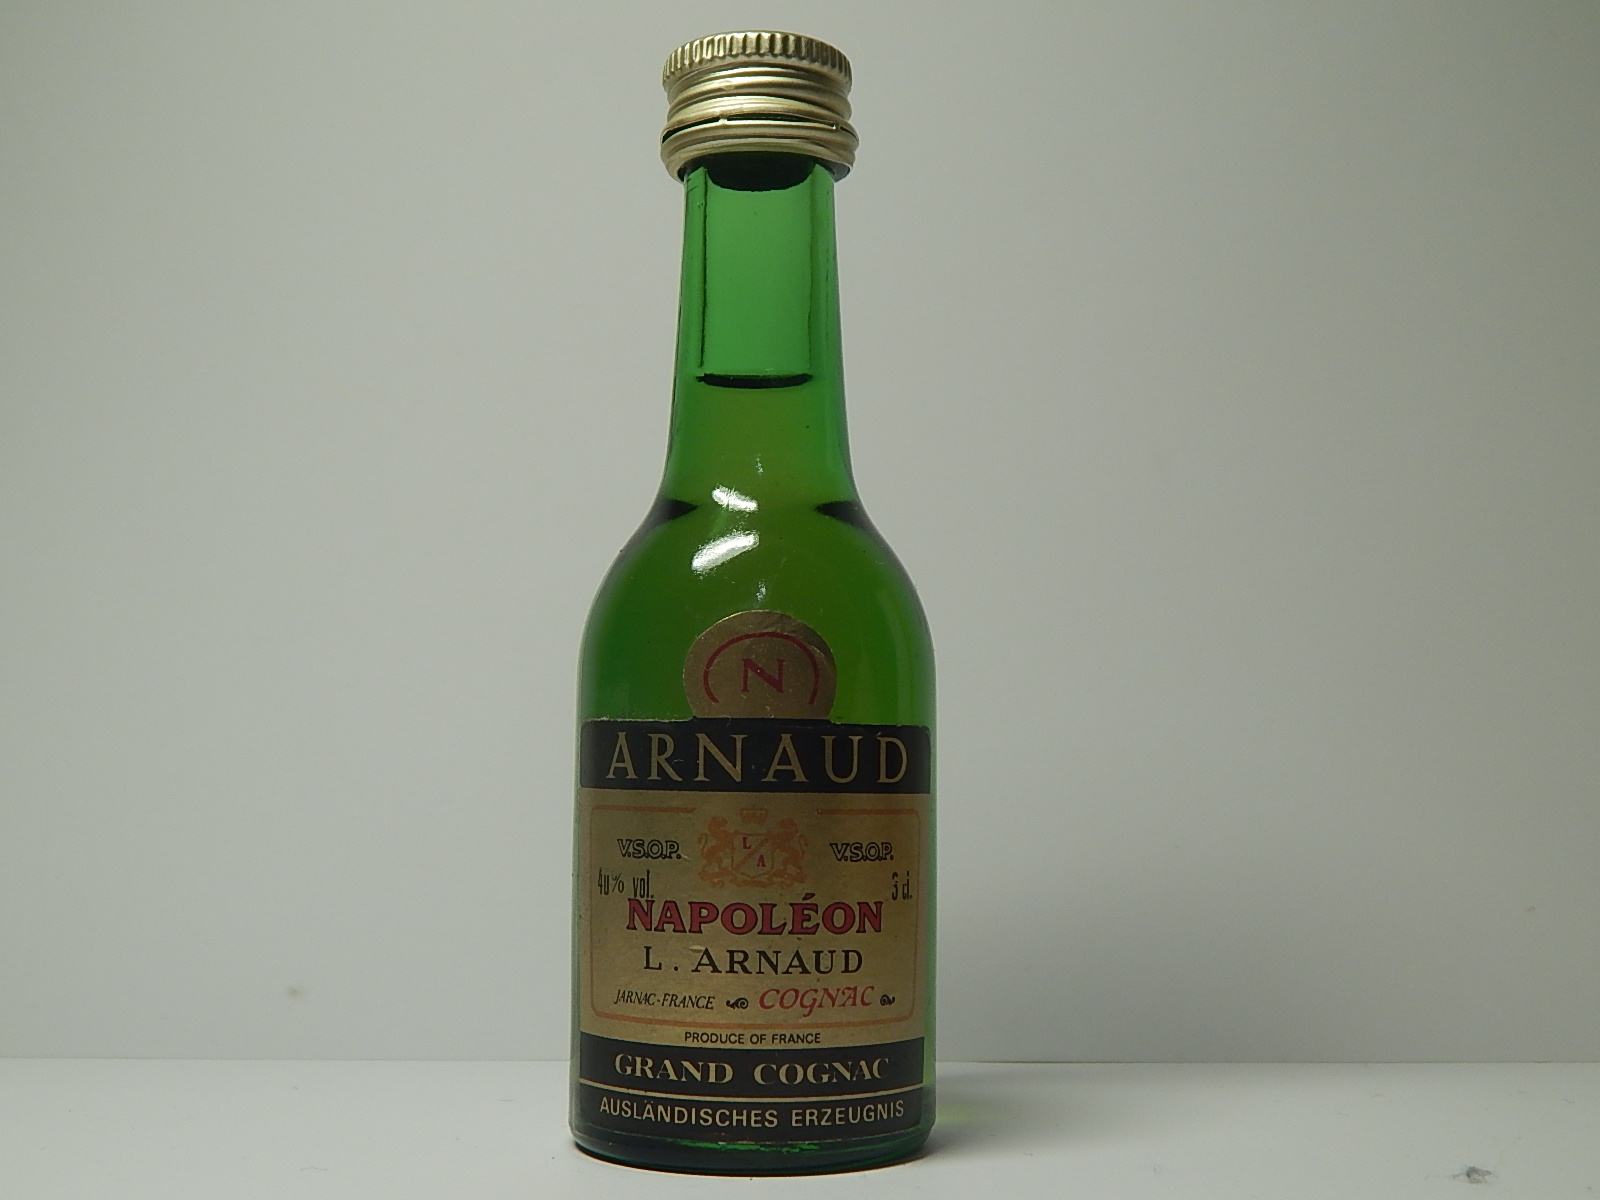 N
ARNAUD
V.S.O.P. V.S.O.P.
L
A
40% vol. 3 cl.
NAPOLÉON
L. ARNAUD
JARNAC-FRANCE COGNAC
PRODUCE OF FRANCE
GRAND COGNAC
AUSLÄNDISCHES ERZEUGNIS